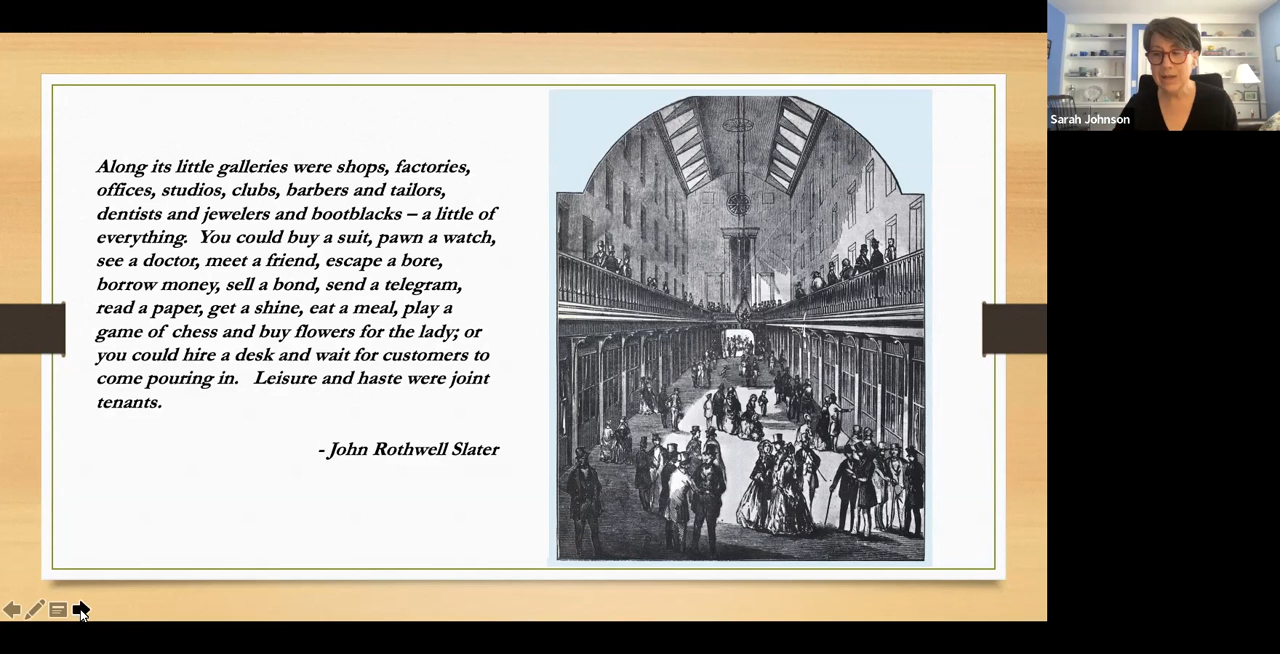 Along its little galleries were shops, factories,
offices, studios, clubs, barbers and tailors,
dentists and jewelers and bootblacks – a little of
everything.  You could buy a suit, pawn a watch,
see a doctor, meet a friend, escape a bore,
borrow money, sell a bond, send a telegram,
read a paper, get a shine, eat a meal, play a
game of chess and buy flowers for the lady; or
you could hire a desk and wait for customers to
come pouring in.   Leisure and haste were joint
tenants.
- John Rothwell Slater
Sarah Johnson